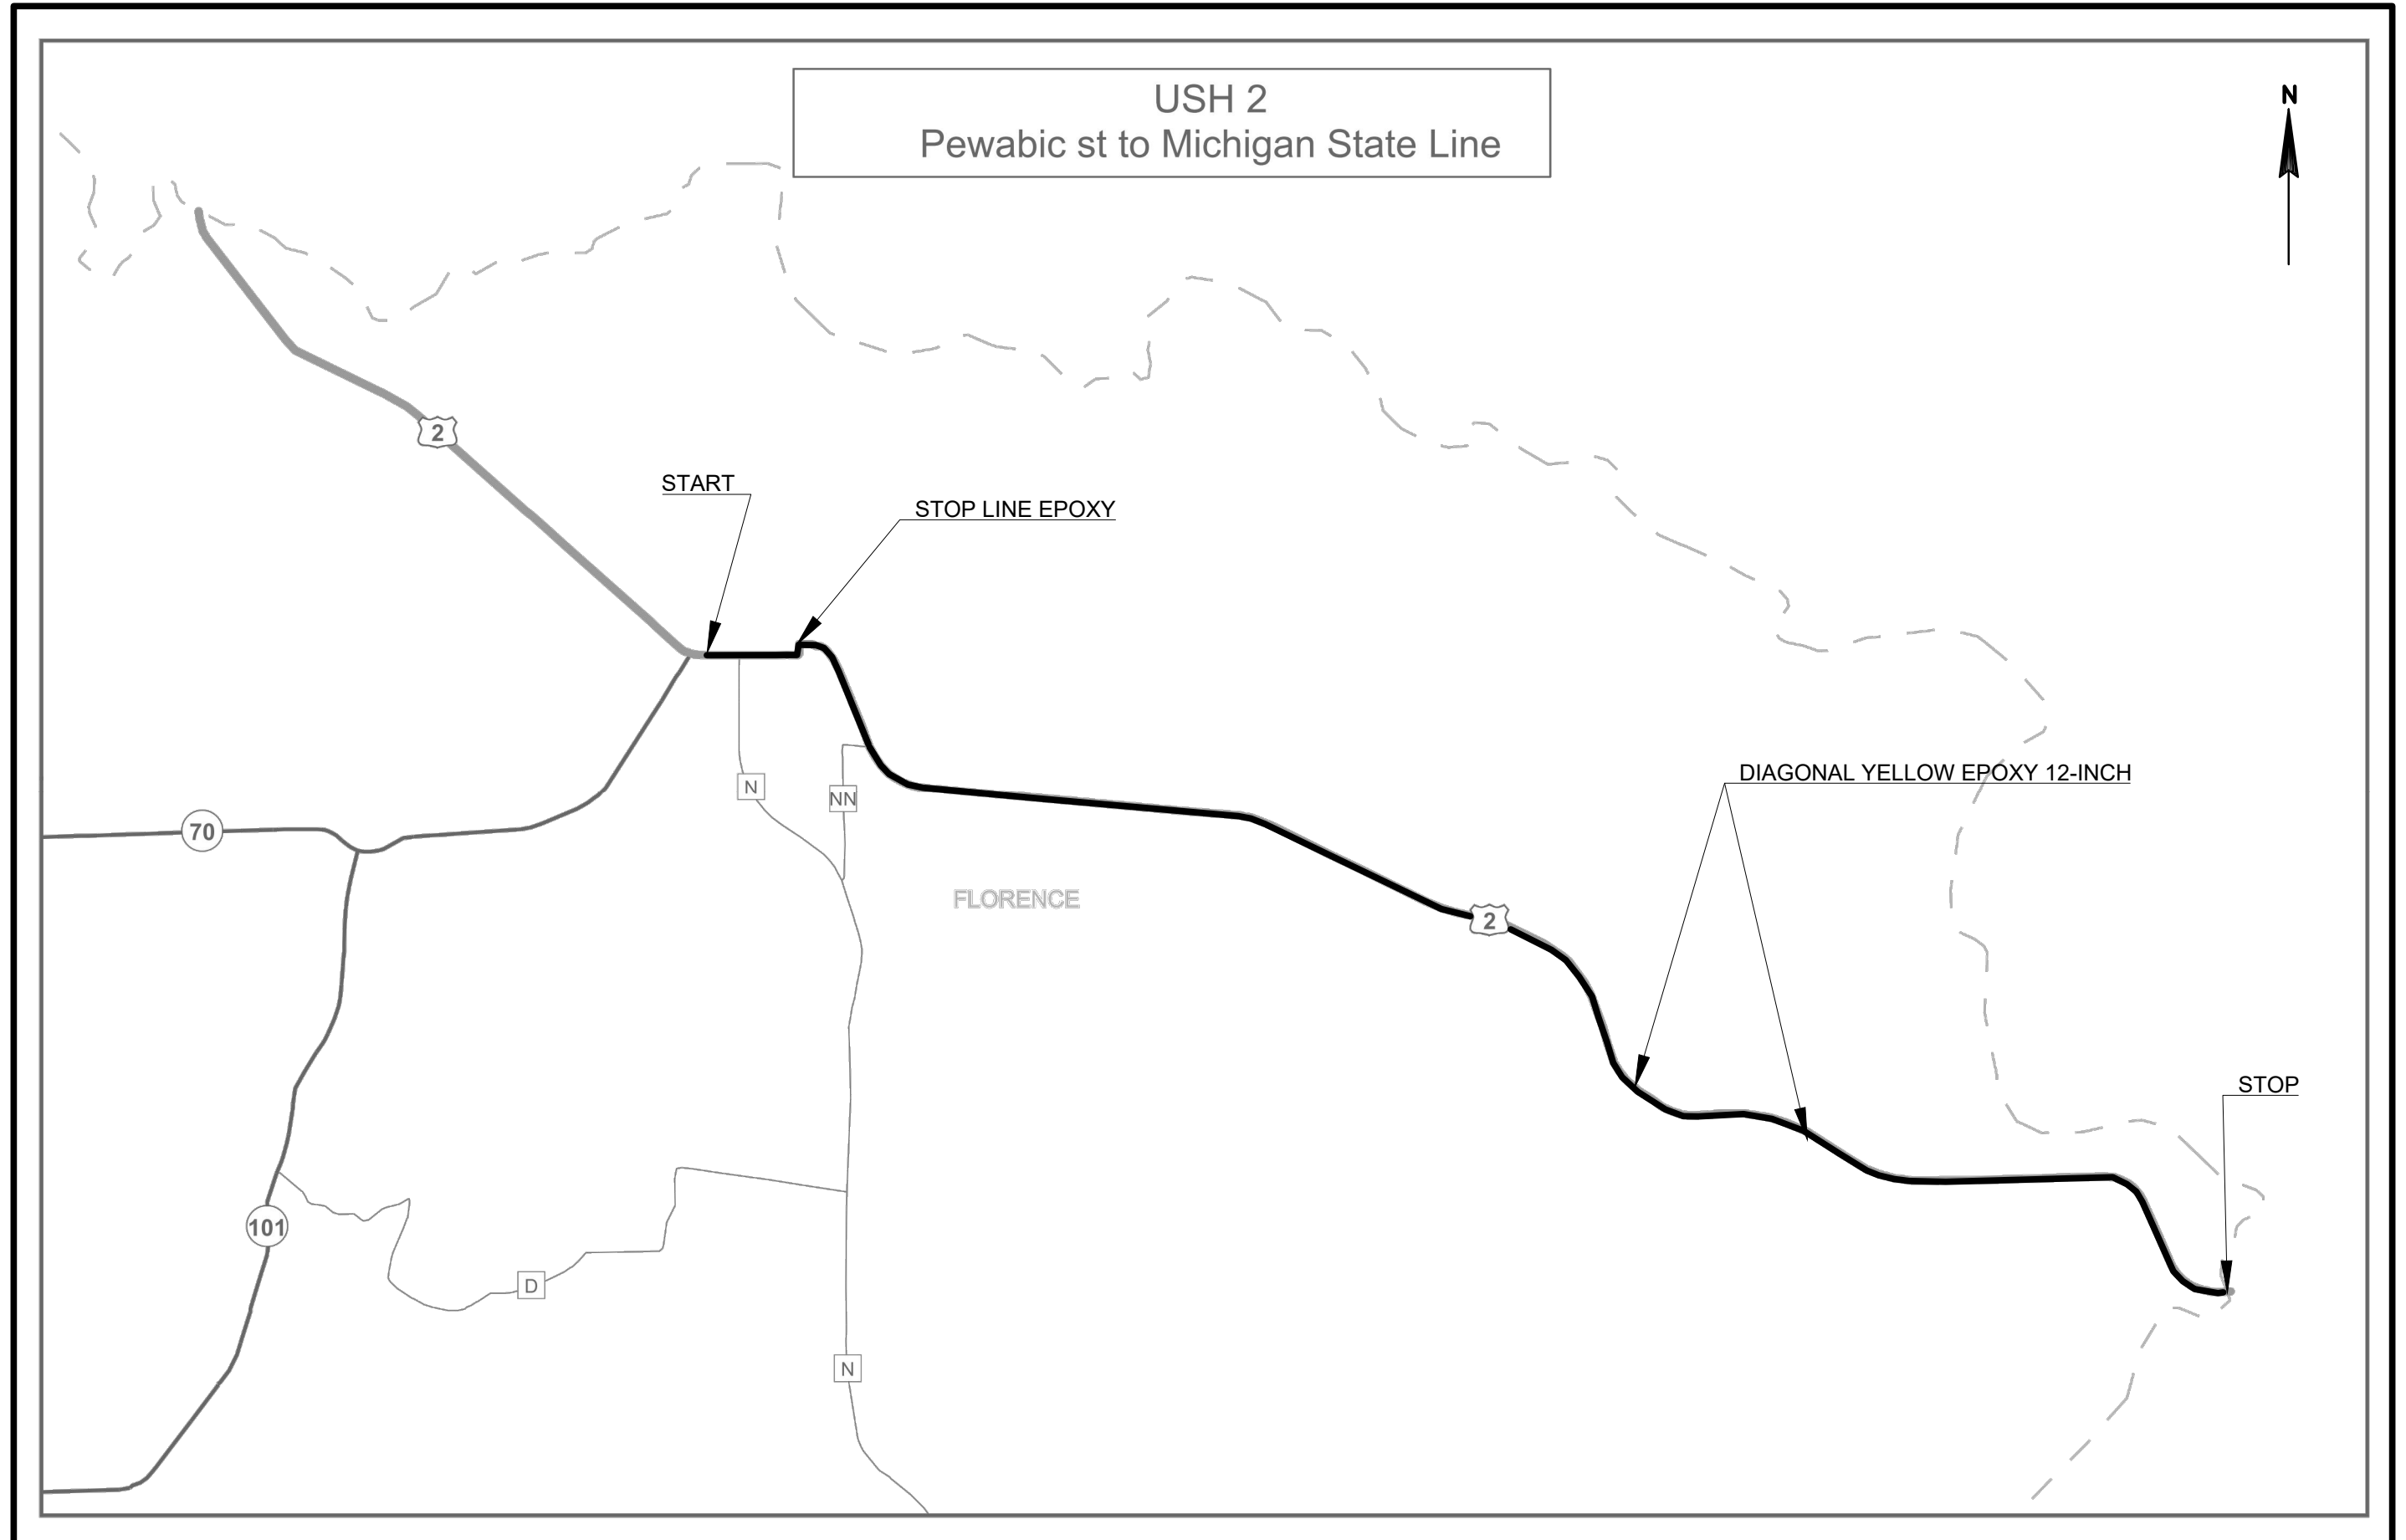 USH 2
Pewabic st to Michigan State Line
N
2
START
STOP LINE EPOXY
DIAGONAL YELLOW EPOXY 12-INCH
N
NN
70
FLORENCE
2
STOP
101
D
N